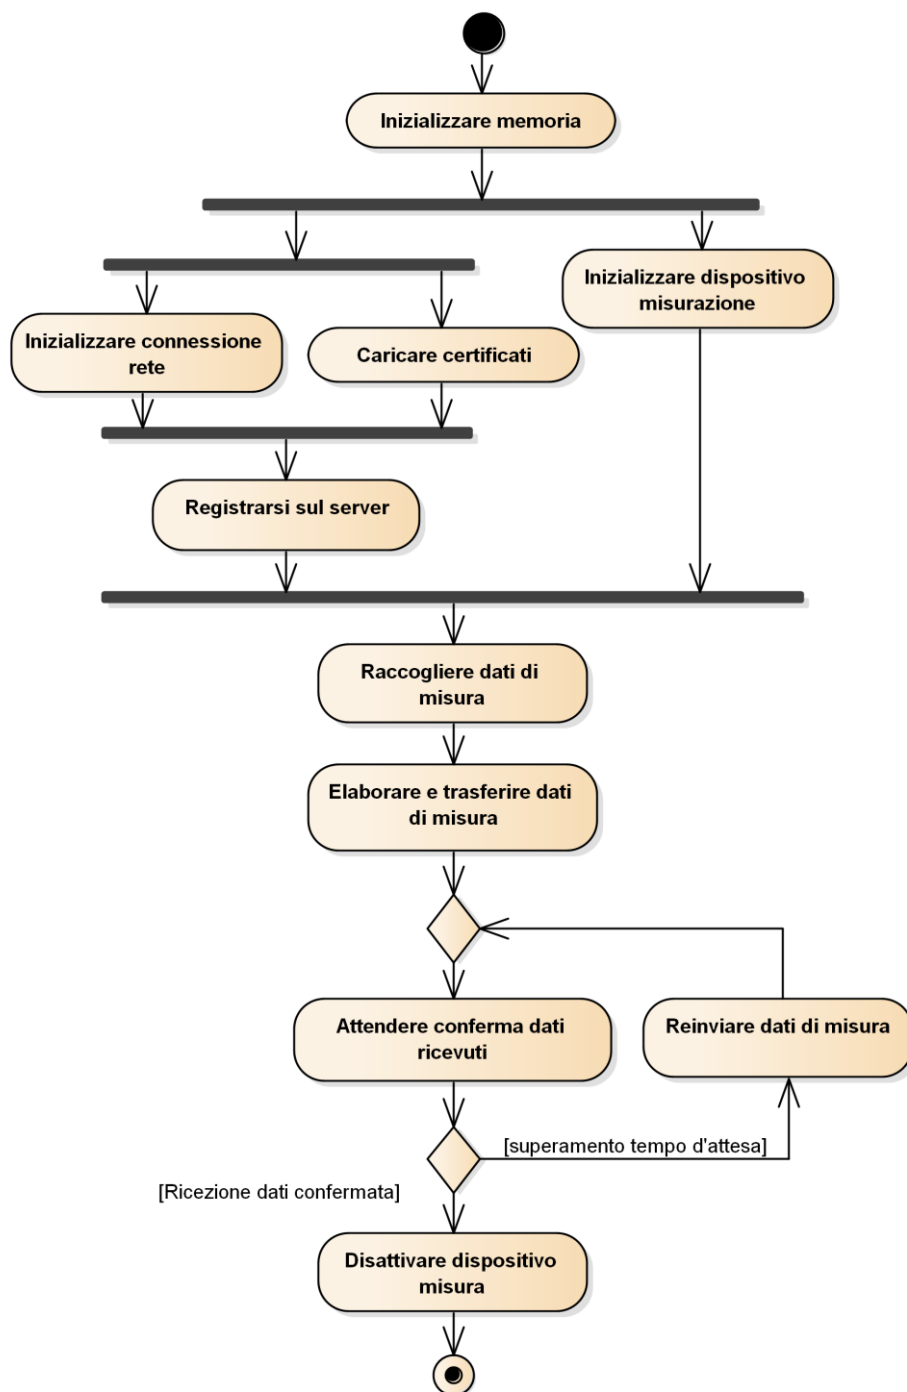 Inizializzare memoria
Inizializzare dispositivo
misurazione
Inizializzare connessione
rete
Caricare certificati
Registrarsi sul server
Raccogliere dati di
misura
Elaborare e trasferire dati
di misura
Attendere conferma dati
ricevuti
Reinviare dati di misura
[superamento tempo d'attesa]
[Ricezione dati confermata]
Disattivare dispositivo
misura